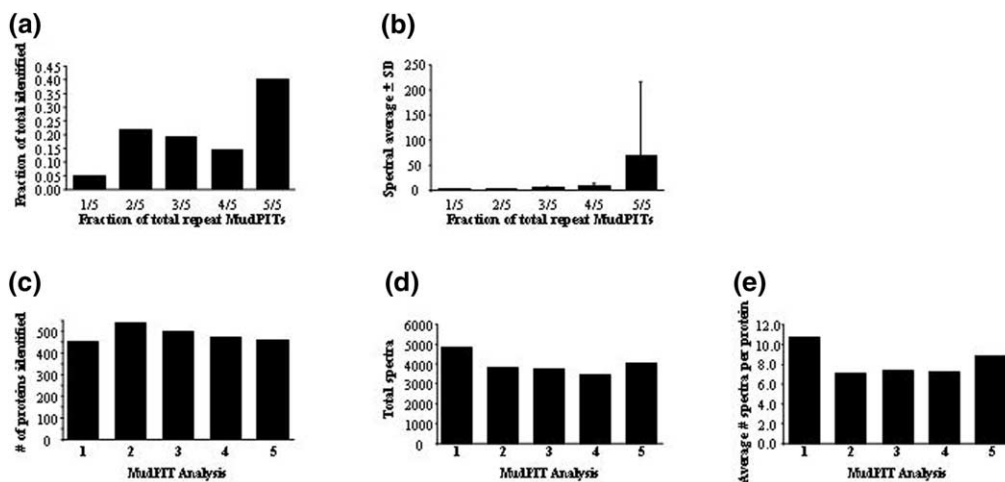 (a)
Fraction of total identified
0.45
0.40
0.35
0.30
0.25
0.20
0.15
0.10
0.05
0.00
1/5 2/5 3/5 4/5 5/5
Fraction of total repeat MudPITs
(b)
Spectral average ± SD
250
200
150
100
50
0
1/5 2/5 3/5 4/5 5/5
Fraction of total repeat MudPITs
(c)
# of proteins identified
500
400
300
200
100
0
1 2 3 4 5
MudPIT Analysis
(d)
Total spectra
6000
5000
4000
3000
2000
1000
0
1 2 3 4 5
MudPIT Analysis
(e)
Average # spectra per protein
12.0
10.0
8.0
6.0
4.0
2.0
0.0
1 2 3 4 5
MudPIT Analysis